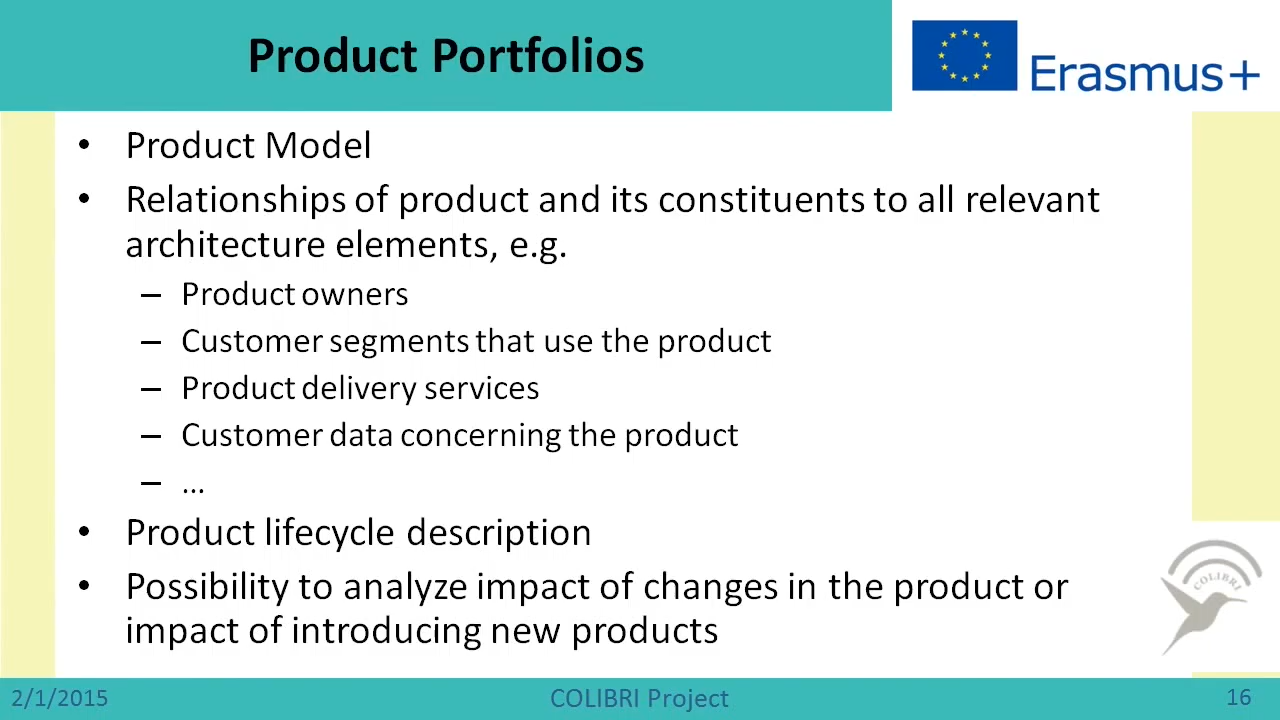 Product Portfolios
Erasmus+
• Product Model
• Relationships of product and its constituents to all relevant
architecture elements, e.g.
– Product owners
– Customer segments that use the product
– Product delivery services
– Customer data concerning the product
– ...
• Product lifecycle description
• Possibility to analyze impact of changes in the product or
impact of introducing new products
COLIBRI
2/1/2015
COLIBRI Project
16